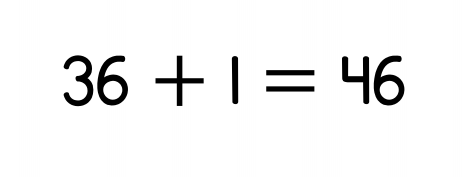 36 + 1 = 46